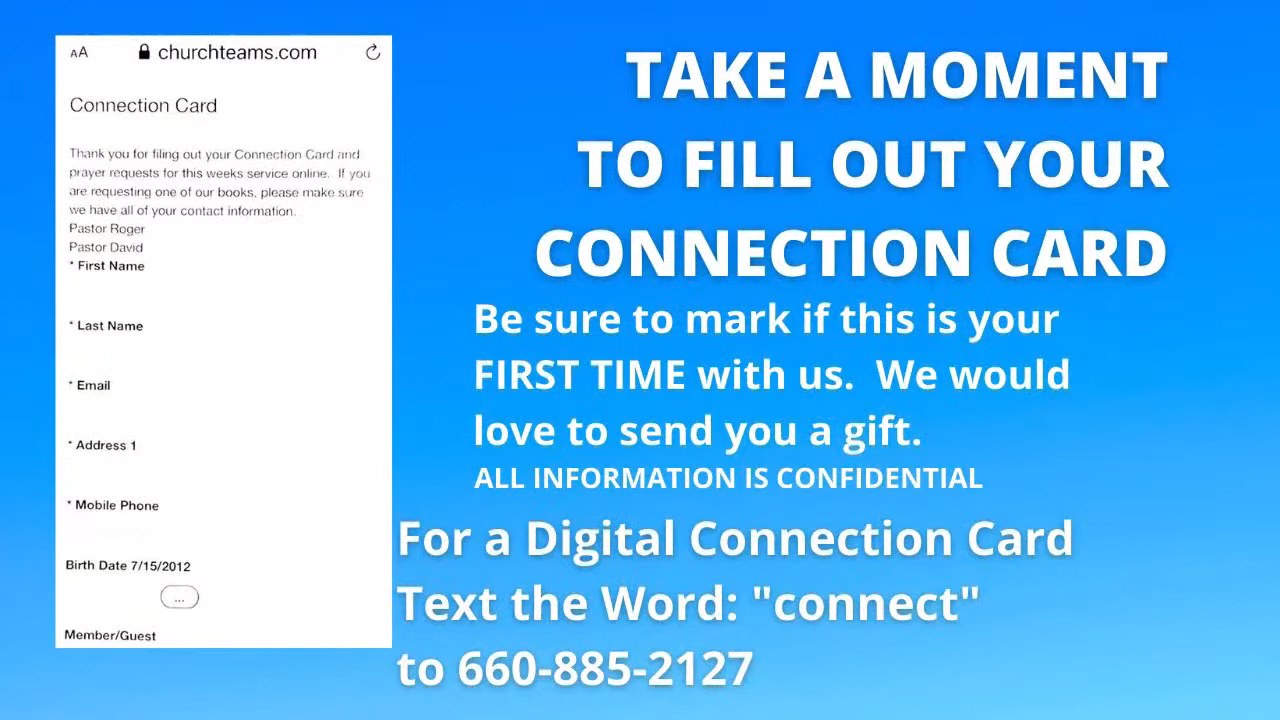 AA churchteams.com
Connection Card
Thank you for filing out your Connection Card and
prayer requests for this weeks service online. If you
are requesting one of our books, please make sure
we have all of your contact information.
Pastor Roger
Pastor David
* First Name
* Last Name
* Email
* Address 1
* Mobile Phone
Birth Date 7/15/2012
...
Member/Guest
TAKE A MOMENT
TO FILL OUT YOUR
CONNECTION CARD
Be sure to mark if this is your
FIRST TIME with us. We would
love to send you a gift.
ALL INFORMATION IS CONFIDENTIAL
For a Digital Connection Card
Text the Word: "connect"
to 660-885-2127